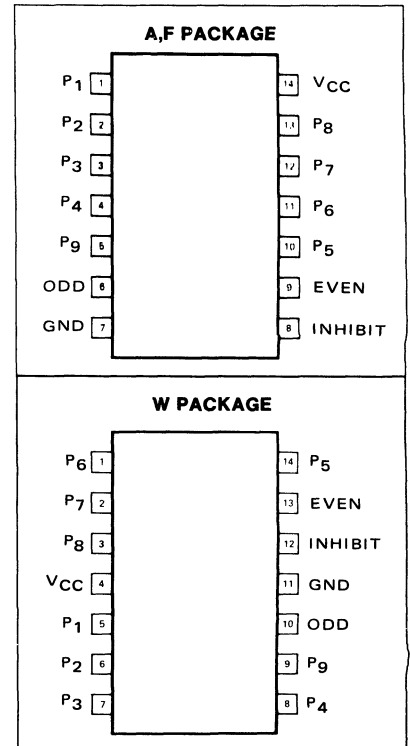 A,F PACKAGE
P1 1 14 VCC
P2 2 13 P8
P3 3 12 P7
P4 4 11 P6
P9 5 10 P5
ODD 6 9 EVEN
GND 7 8 INHIBIT
W PACKAGE
P6 1 14 P5
P7 2 13 EVEN
P8 3 12 INHIBIT
VCC 4 11 GND
P1 5 10 ODD
P2 6 9 P9
P3 7 8 P4